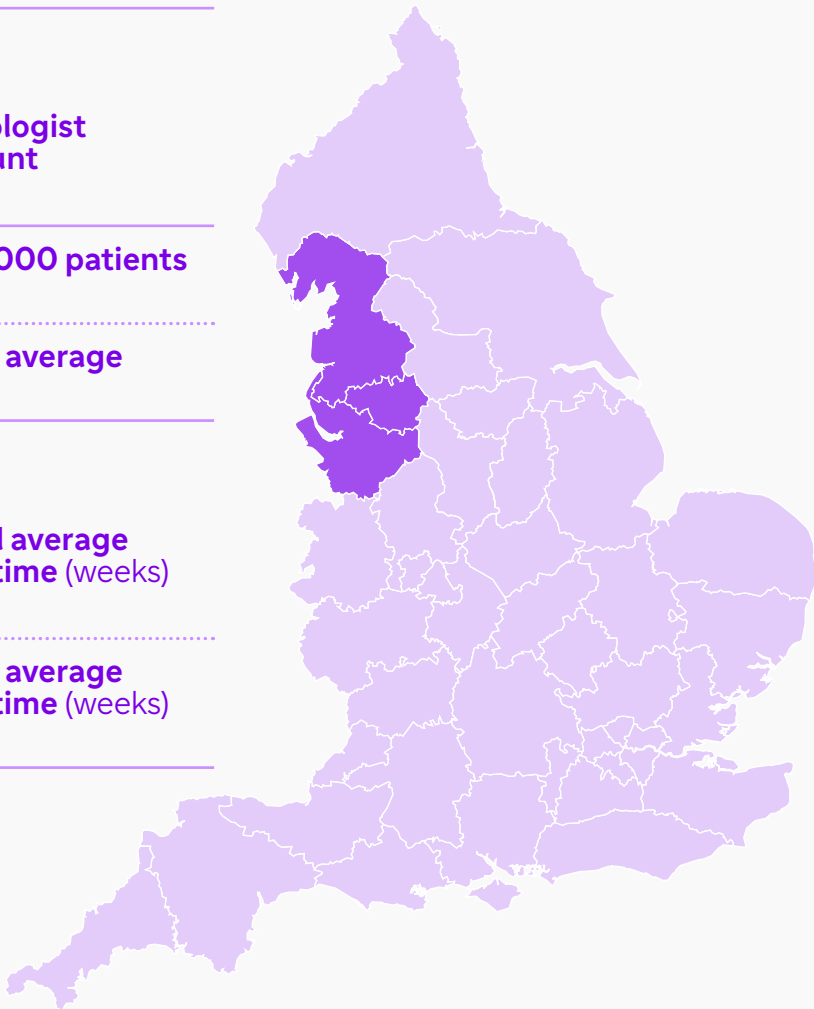 ologist
unt
000 patients
average
average
time (weeks)
average
time (weeks)